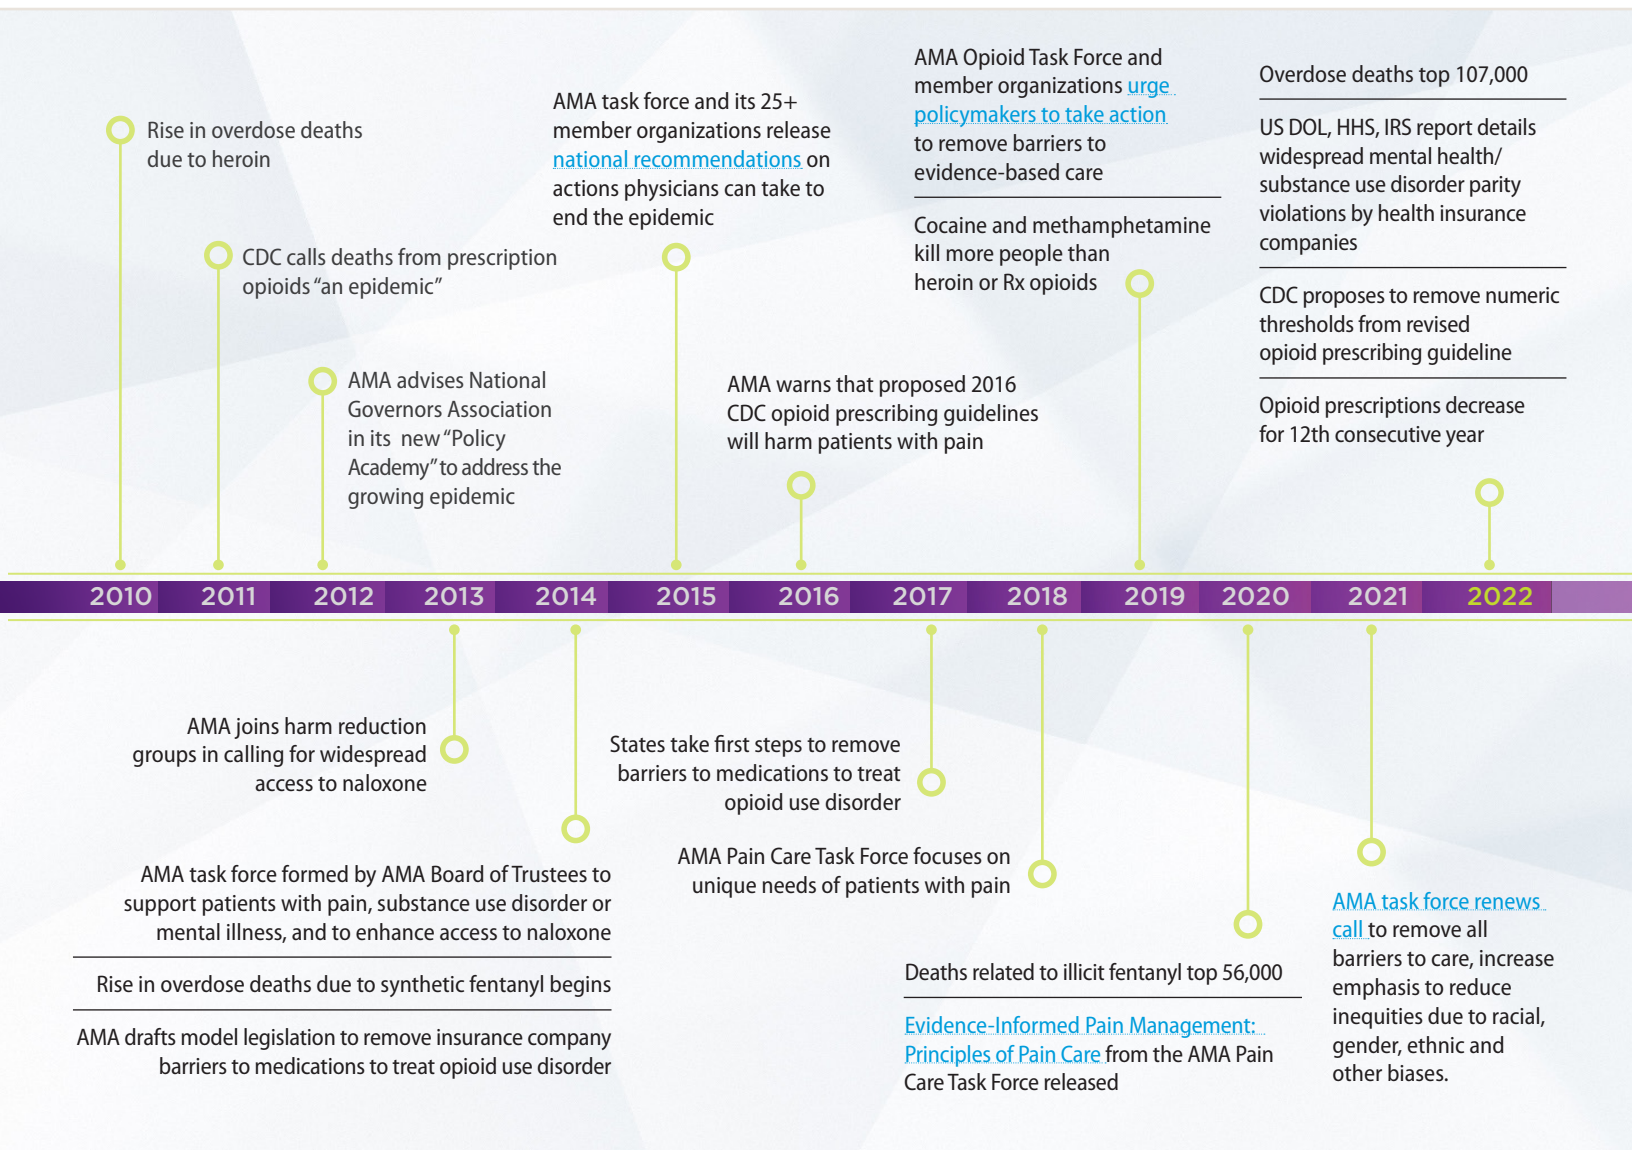 Rise in overdose deaths
due to heroin
CDC calls deaths from prescription
opioids “an epidemic”
AMA advises National
Governors Association
in its new “Policy
Academy” to address the
growing epidemic
AMA task force and its 25+
member organizations release
national recommendations on
actions physicians can take to
end the epidemic
AMA warns that proposed 2016
CDC opioid prescribing guidelines
will harm patients with pain
AMA Opioid Task Force and
member organizations urge
policymakers to take action
to remove barriers to
evidence-based care
Cocaine and methamphetamine
kill more people than
heroin or Rx opioids
Overdose deaths top 107,000
US DOL, HHS, IRS report details
widespread mental health/
substance use disorder parity
violations by health insurance
companies
CDC proposes to remove numeric
thresholds from revised
opioid prescribing guideline
Opioid prescriptions decrease
for 12th consecutive year
2010 2011 2012 2013 2014 2015 2016 2017 2018 2019 2020 2021 2022
AMA joins harm reduction
groups in calling for widespread
access to naloxone
AMA task force formed by AMA Board of Trustees to
support patients with pain, substance use disorder or
mental illness, and to enhance access to naloxone
Rise in overdose deaths due to synthetic fentanyl begins
AMA drafts model legislation to remove insurance company
barriers to medications to treat opioid use disorder
States take first steps to remove
barriers to medications to treat
opioid use disorder
AMA Pain Care Task Force focuses on
unique needs of patients with pain
Deaths related to illicit fentanyl top 56,000
Evidence-Informed Pain Management:
Principles of Pain Care from the AMA Pain
Care Task Force released
AMA task force renews
call to remove all
barriers to care, increase
emphasis to reduce
inequities due to racial,
gender, ethnic and
other biases.